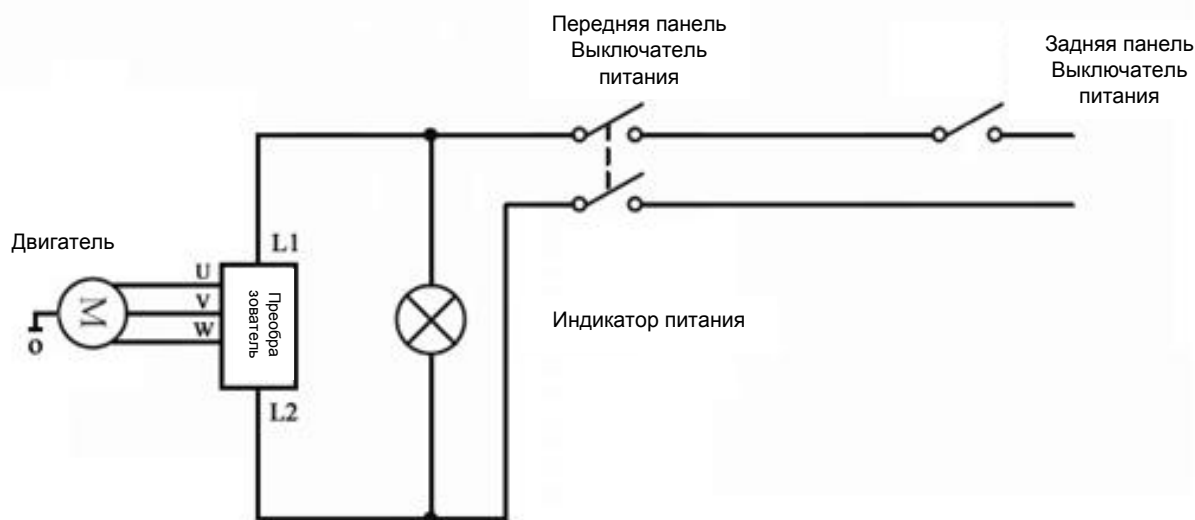 Передняя панель
Выключатель
питания
Задняя панель
Выключатель
питания
Двигатель
L1
U
V
W
M
O
Преобра
зователь
Индикатор питания
L2